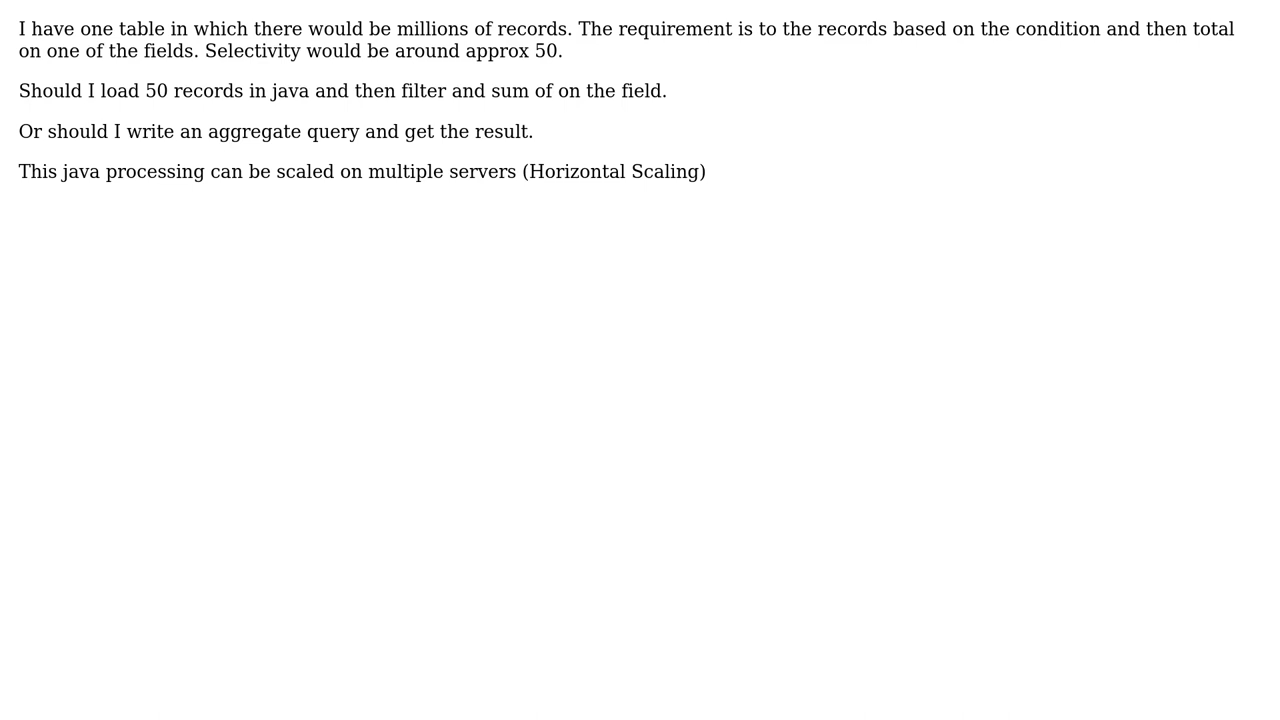 I have one table in which there would be millions of records. The requirement is to the records based on the condition and then total
on one of the fields. Selectivity would be around approx 50.
Should I load 50 records in java and then filter and sum of on the field.
Or should I write an aggregate query and get the result.
This java processing can be scaled on multiple servers (Horizontal Scaling)